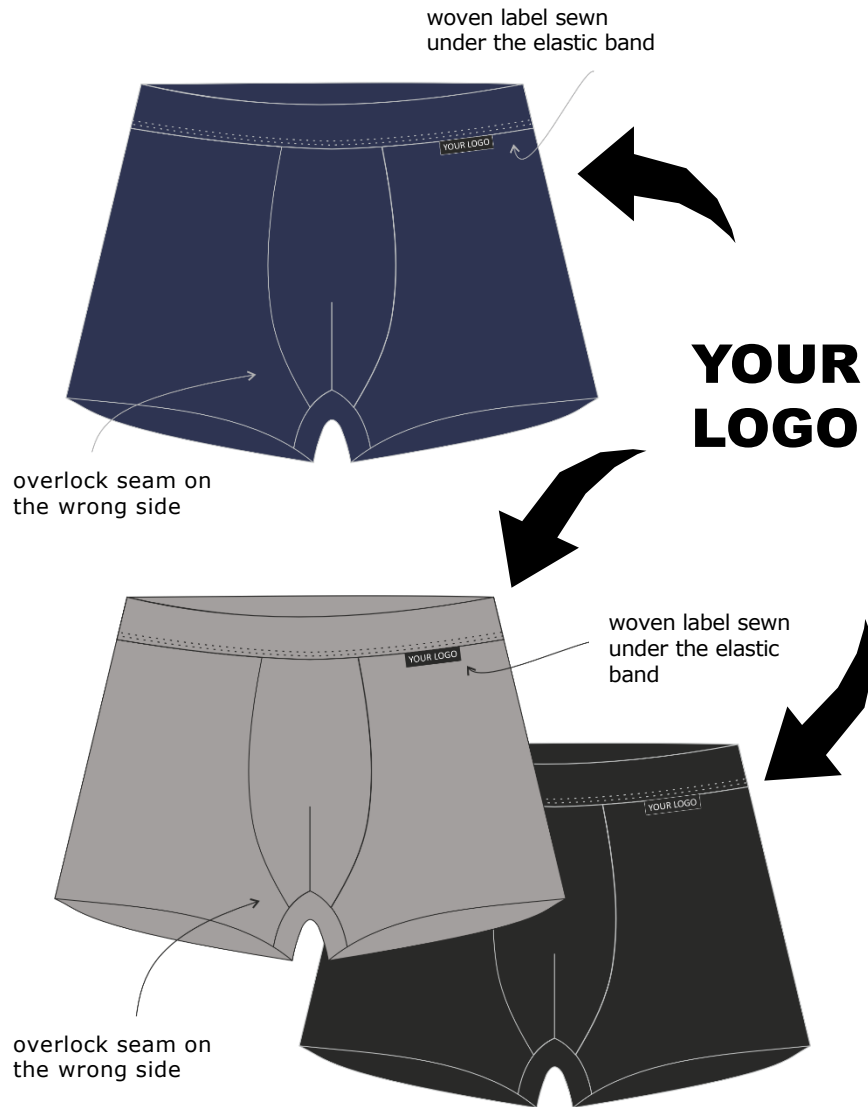 woven label sewn
under the elastic band
YOUR LOGO
YOUR
LOGO
overlock seam on
the wrong side
woven label sewn
under the elastic
band
YOUR LOGO
YOUR LOGO
overlock seam on
the wrong side